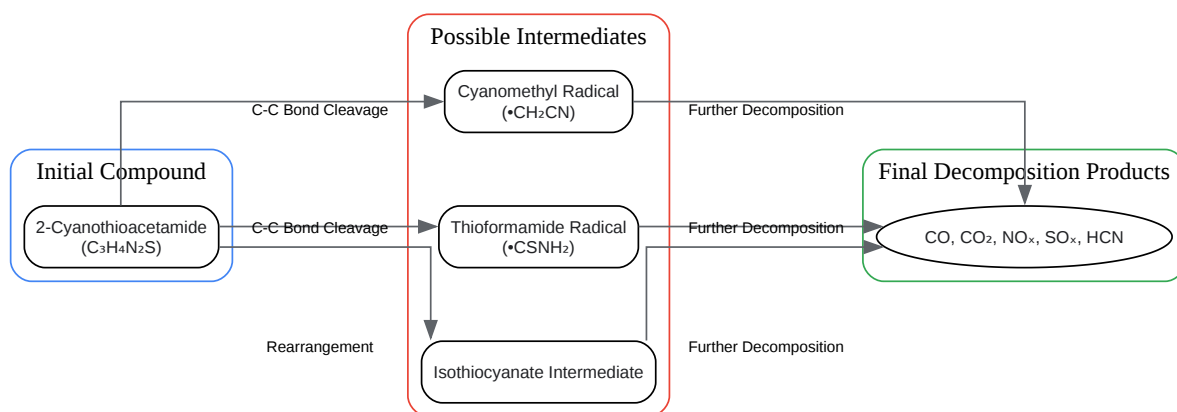 Possible Intermediates
Cyanomethyl Radical
(•CH₂CN)
C-C Bond Cleavage
Further Decomposition
Initial Compound
Final Decomposition Products
2-Cyanothioacetamide
(C₃H₄N₂S)
C-C Bond Cleavage
Thioformamide Radical
(•CSNH₂)
Further Decomposition
CO, CO₂, NOₓ, SOₓ, HCN
Rearrangement
Further Decomposition
Isothiocyanate Intermediate